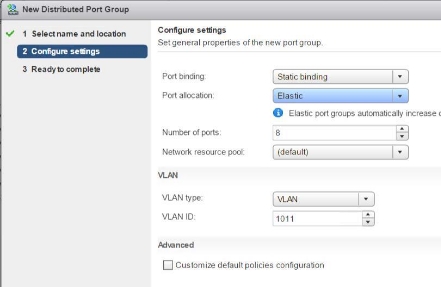 New Distributed Port Group
1 Select name and location
2 Configure settings
3 Ready to complete
Configure settings
Set general properties of the new port group.
Port binding: Static binding
Port allocation: Elastic
Elastic port groups automatically increase
Number of ports: 8
Network resource pool: (default)
VLAN
VLAN type: VLAN
VLAN ID: 1011
Advanced
Customize default policies configuration